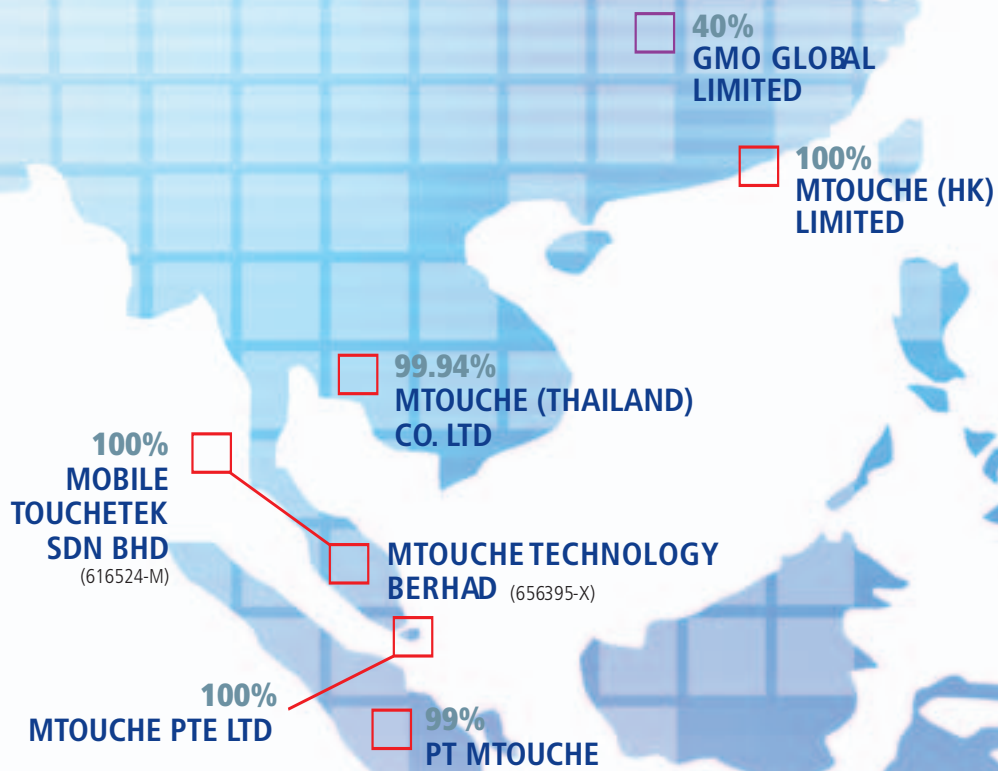 40%
GMO GLOBAL
LIMITED
100%
MTOUCHE (HK)
LIMITED
99.94%
MTOUCHE (THAILAND)
CO. LTD
100%
MOBILE
TOUCHETEK
SDN BHD
(616524-M)
MTOUCHE TECHNOLOGY
BERHAD (656395-X)
100%
MTOUCHE PTE LTD
99%
PT MTOUCHE